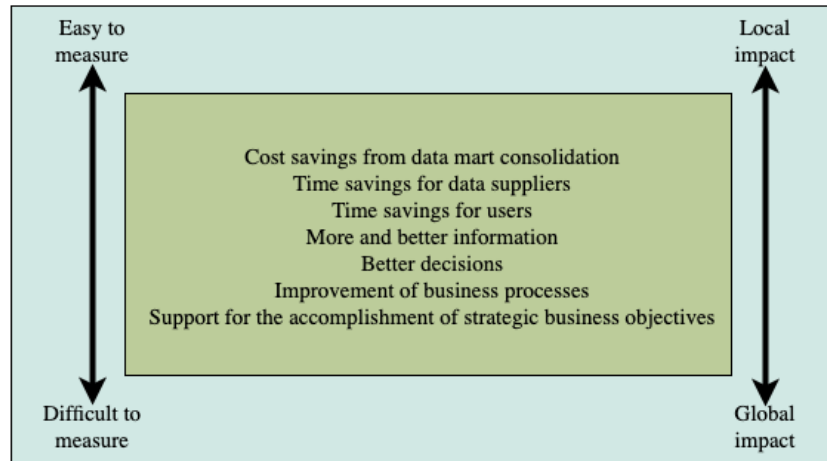 Easy to
measure
Local
impact
Cost savings from data mart consolidation
Time savings for data suppliers
Time savings for users
More and better information
Better decisions
Improvement of business processes
Support for the accomplishment of strategic business objectives
Difficult to
measure
Global
impact